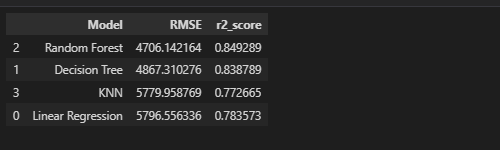 Model RMSE r2_score
2 Random Forest 4706.142164 0.849289
1 Decision Tree 4867.310276 0.838789
3 KNN 5779.958769 0.772665
0 Linear Regression 5796.556336 0.783573